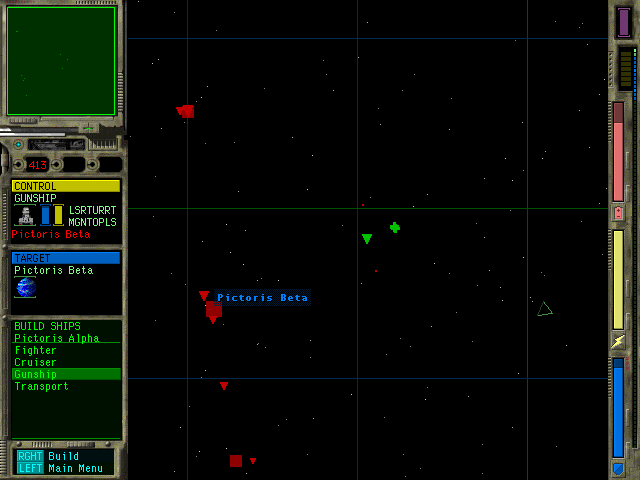 413
CONTROL
GUNSHIP
LSRTURRT
MGNTOPLS
Pictoris Beta
TARGET
Pictoris Beta
Pictoris Beta
BUILD SHIPS
Pictoris Alpha
Fighter
Cruiser
Gunship
Transport
RGHT Build
LEFT Main Menu